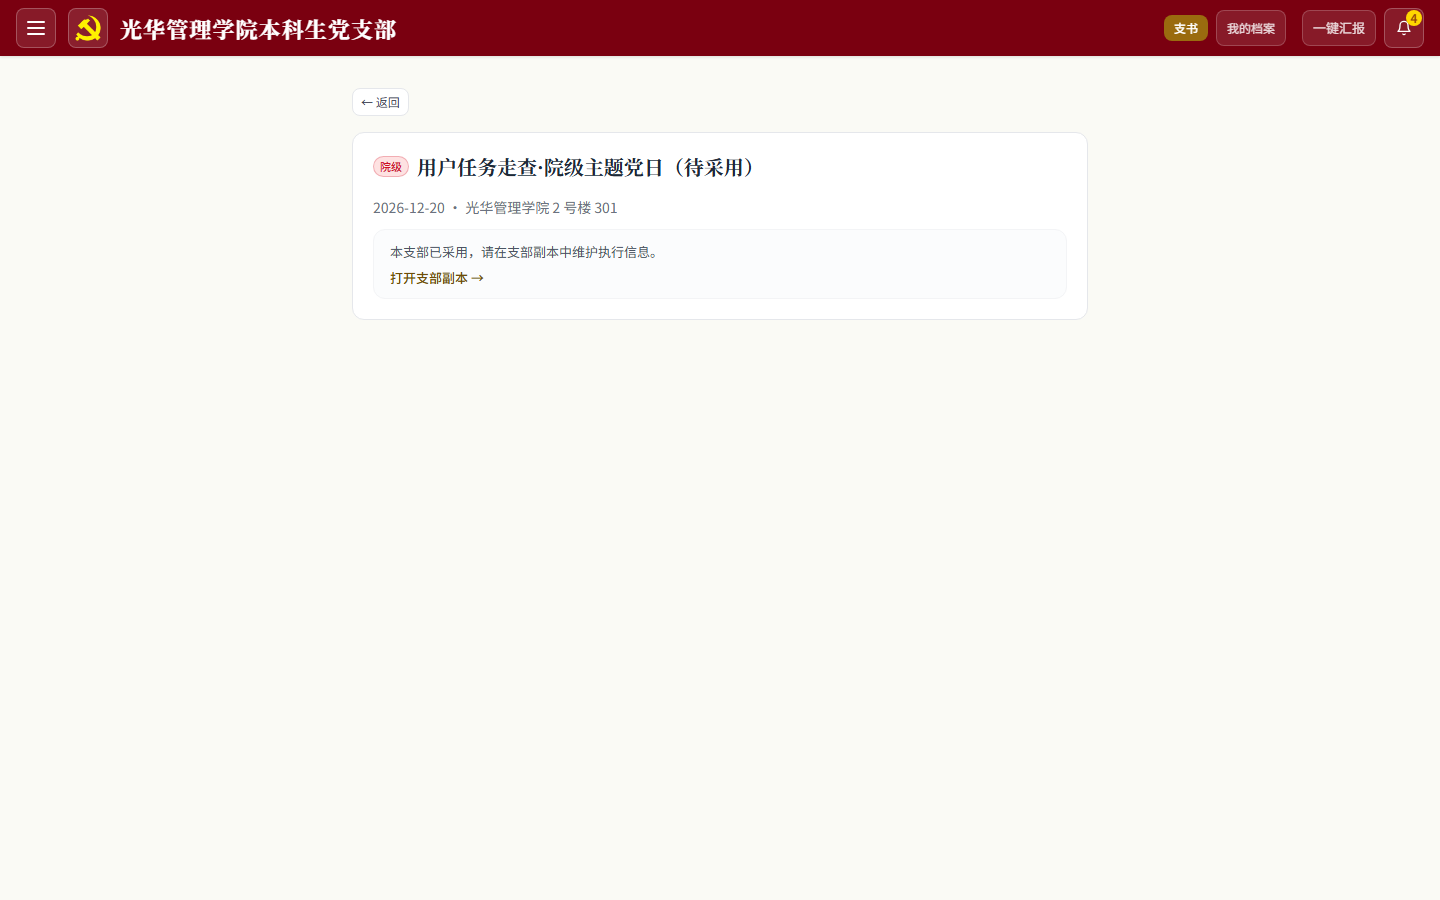 光华管理学院本科生党支部
支书
我的档案
一键汇报
4
← 返回
院级 用户任务走查·院级主题党日（待采用）
2026-12-20 · 光华管理学院 2 号楼 301
本支部已采用，请在支部副本中维护执行信息。
打开支部副本 →